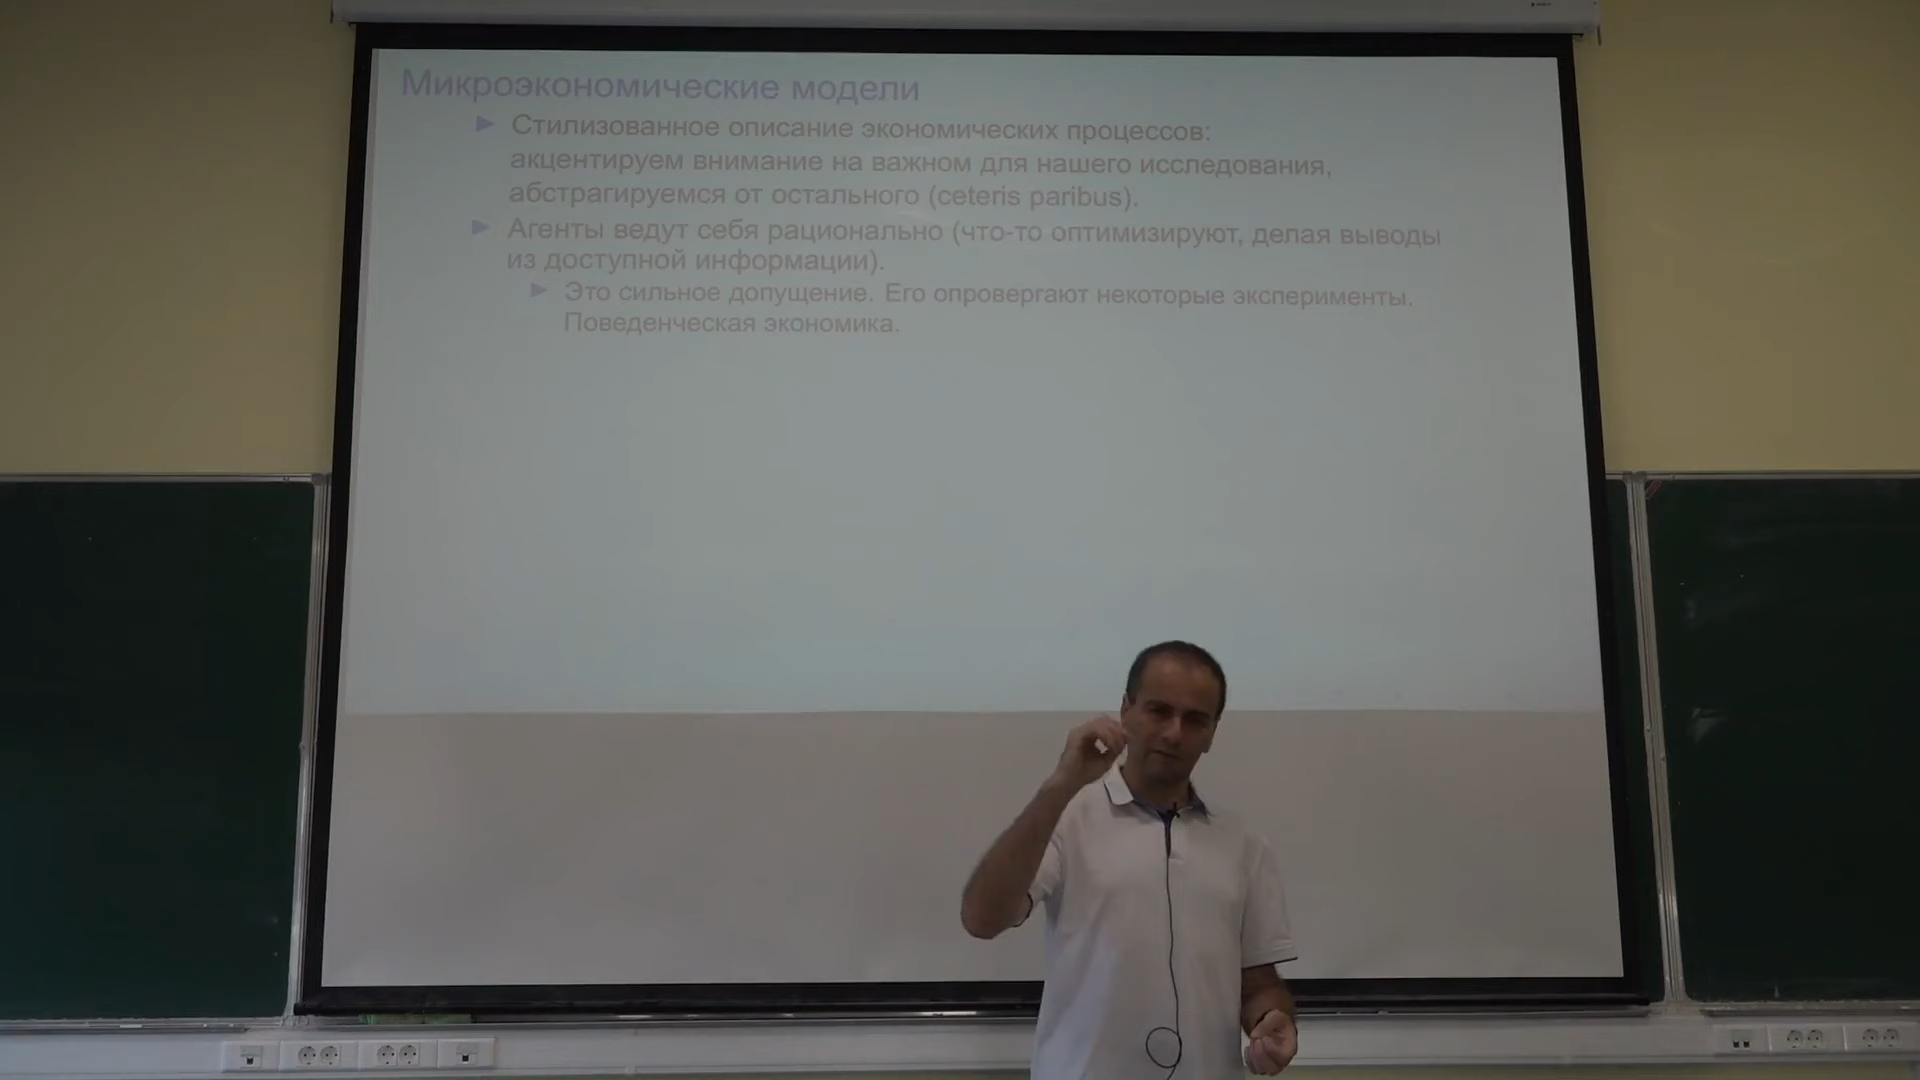 Микроэкономические модели
Стилизованное описание экономических процессов:
акцентируем внимание на важном для нашего исследования,
абстрагируемся от остального (ceteris paribus).
Агенты ведут себя рационально (что-то оптимизируют, делая выводы
из доступной информации).
Это сильное допущение. Его опровергают некоторые эксперименты.
Поведенческая экономика.